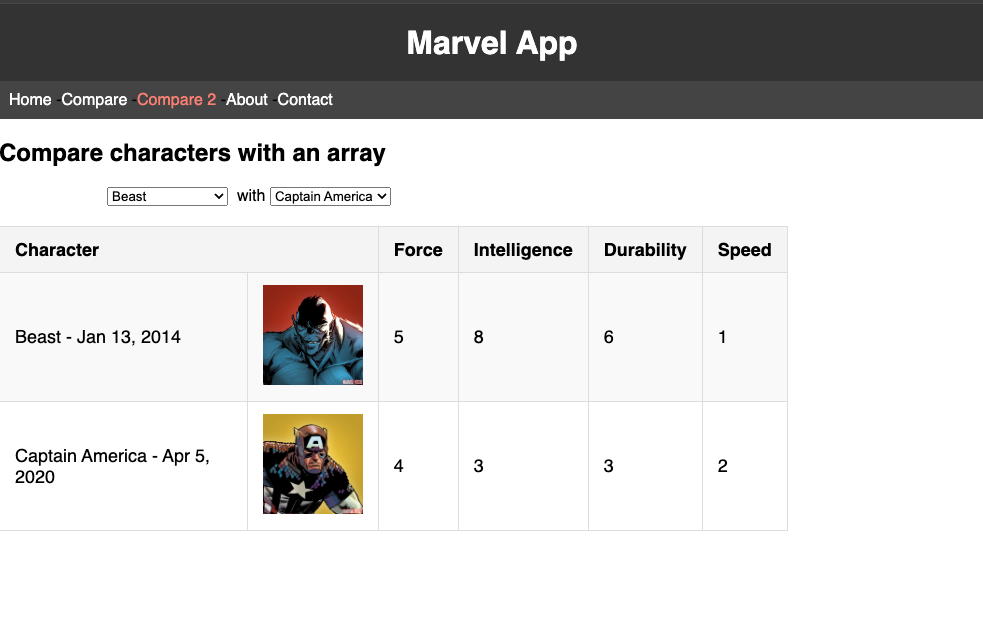 Marvel App
Home - Compare - Compare 2 - About - Contact
Compare characters with an array
Beast with Captain America
Character Force Intelligence Durability Speed
Beast - Jan 13, 2014 5 8 6 1
Captain America - Apr 5,
2020 4 3 3 2